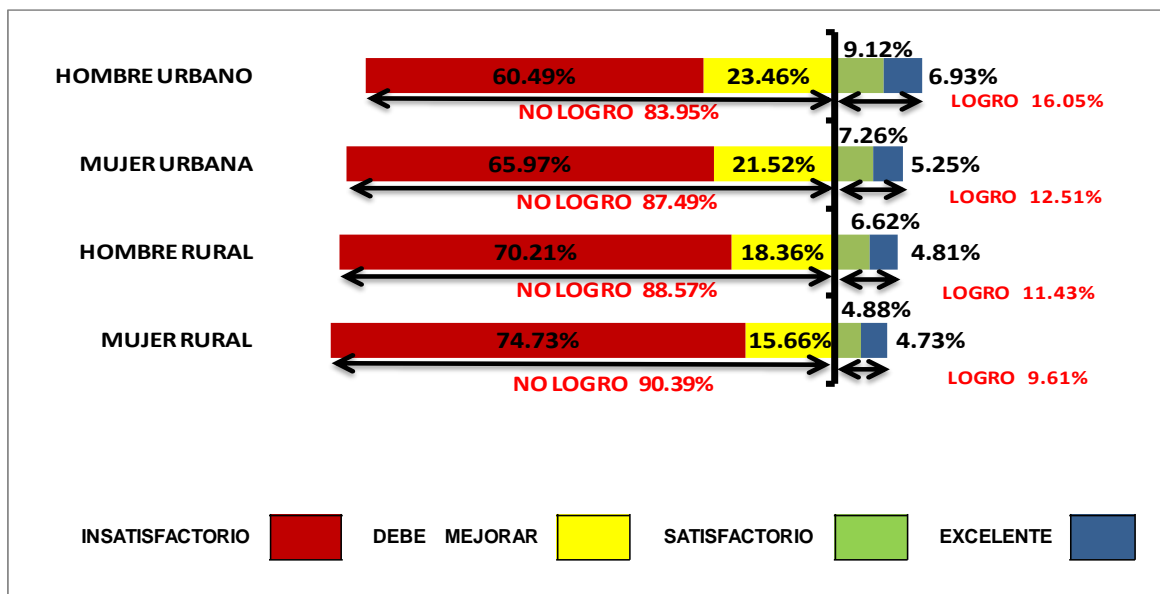 9.12%
HOMBRE URBANO 60.49% 23.46% 6.93%
NO LOGRO 83.95% LOGRO 16.05%
7.26%
MUJER URBANA 65.97% 21.52% 5.25%
NO LOGRO 87.49% LOGRO 12.51%
6.62%
HOMBRE RURAL 70.21% 18.36% 4.81%
NO LOGRO 88.57% LOGRO 11.43%
4.88%
MUJER RURAL 74.73% 15.66% 4.73%
NO LOGRO 90.39% LOGRO 9.61%
INSATISFACTORIO DEBE MEJORAR SATISFACTORIO EXCELENTE